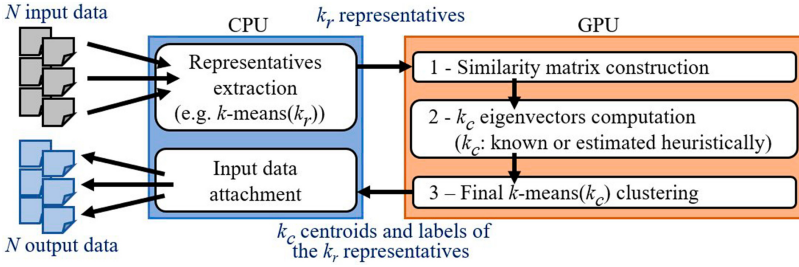 N input data
CPU
k_r representatives
GPU
Representatives
extraction
(e.g. k-means(k_r))
1 - Similarity matrix construction
2 - k_c eigenvectors computation
(k_c: known or estimated heuristically)
Input data
attachment
3 – Final k-means(k_c) clustering
N output data
k_c centroids and labels of
the k_r representatives